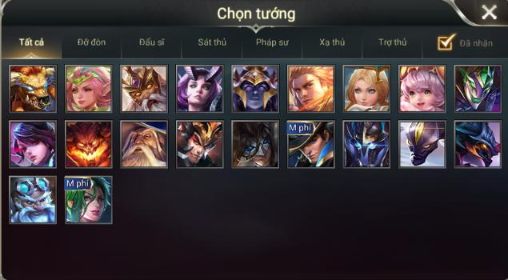 Chọn tướng
Tất cả Đỡ đòn Đấu sĩ Sát thủ Pháp sư Xạ thủ Trợ thủ Đã nhận
M phí
M phí